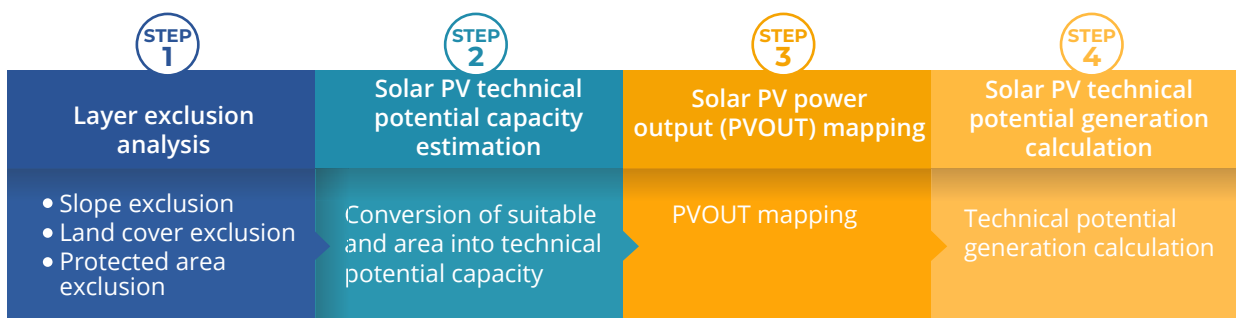 STEP
1
Layer exclusion
analysis
• Slope exclusion
• Land cover exclusion
• Protected area
exclusion
STEP
2
Solar PV technical
potential capacity
estimation
Conversion of suitable
and area into technical
potential capacity
STEP
3
Solar PV power
output (PVOUT) mapping
PVOUT mapping
STEP
4
Solar PV technical
potential generation
calculation
Technical potential
generation calculation